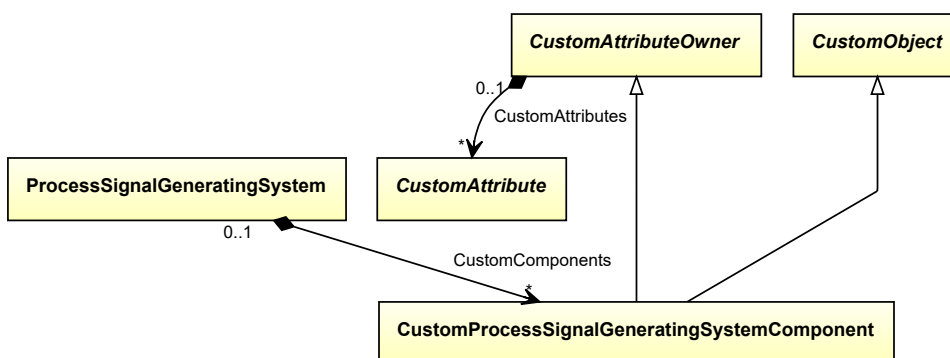 CustomAttributeOwner
CustomObject
0..1
CustomAttributes
*
ProcessSignalGeneratingSystem
CustomAttribute
0..1
CustomComponents
*
CustomProcessSignalGeneratingSystemComponent